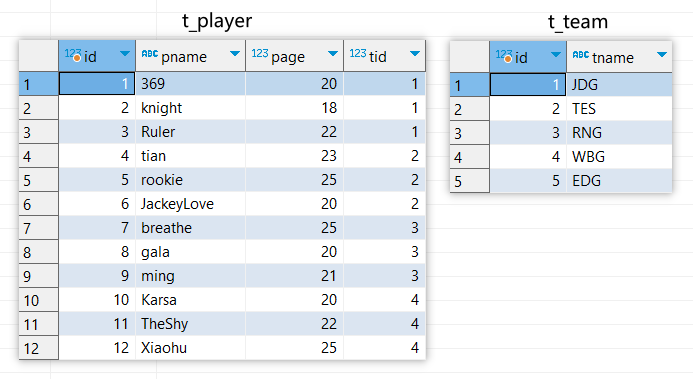 t_player
123 id ABC pname 123 page 123 tid
1 1 369 20 1
2 2 knight 18 1
3 3 Ruler 22 1
4 4 tian 23 2
5 5 rookie 25 2
6 6 JackeyLove 20 2
7 7 breathe 25 3
8 8 gala 20 3
9 9 ming 21 3
10 10 Karsa 20 4
11 11 TheShy 22 4
12 12 Xiaohu 25 4
t_team
123 id ABC tname
1 1 JDG
2 2 TES
3 3 RNG
4 4 WBG
5 5 EDG